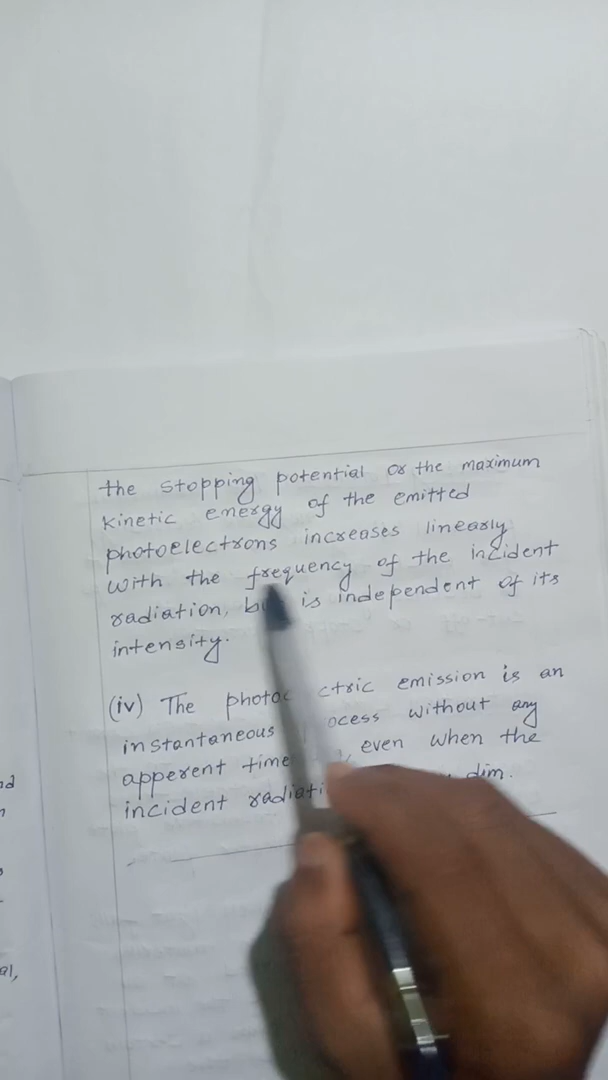 the stopping potential or the maximum
kinetic energy of the emitted
photoelectrons increases linearly
with the frequency of the incident
radiation, is independent of its
intensity.
(iv) The emission is an
instantaneous without any
apperent time even when the
incident dim.